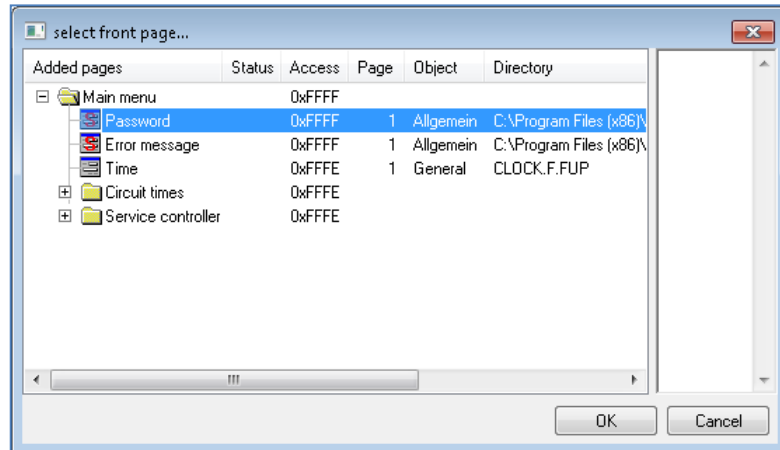 select front page...
Added pages Status Access Page Object Directory
Main menu 0xFFFF
Password 0xFFFF 1 Allgemein C:\Program Files (x86)\
Error message 0xFFFF 1 Allgemein C:\Program Files (x86)\
Time 0xFFFE 1 General CLOCK.F.FUP
Circuit times 0xFFFE
Service controller 0xFFFE
OK Cancel